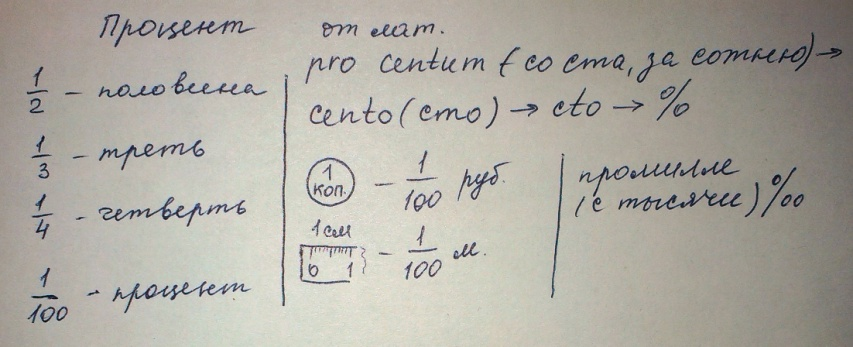 Процент от лат.
pro centum (со ста, за сотню) →
cento (сто) → cto → %
1/2 – половина
1/3 – треть
1/4 – четверть
1/100 – процент
1 коп. – 1/100 руб.
1 см
0 1 – 1/100 м.
промилле
(с тысячи) ‰